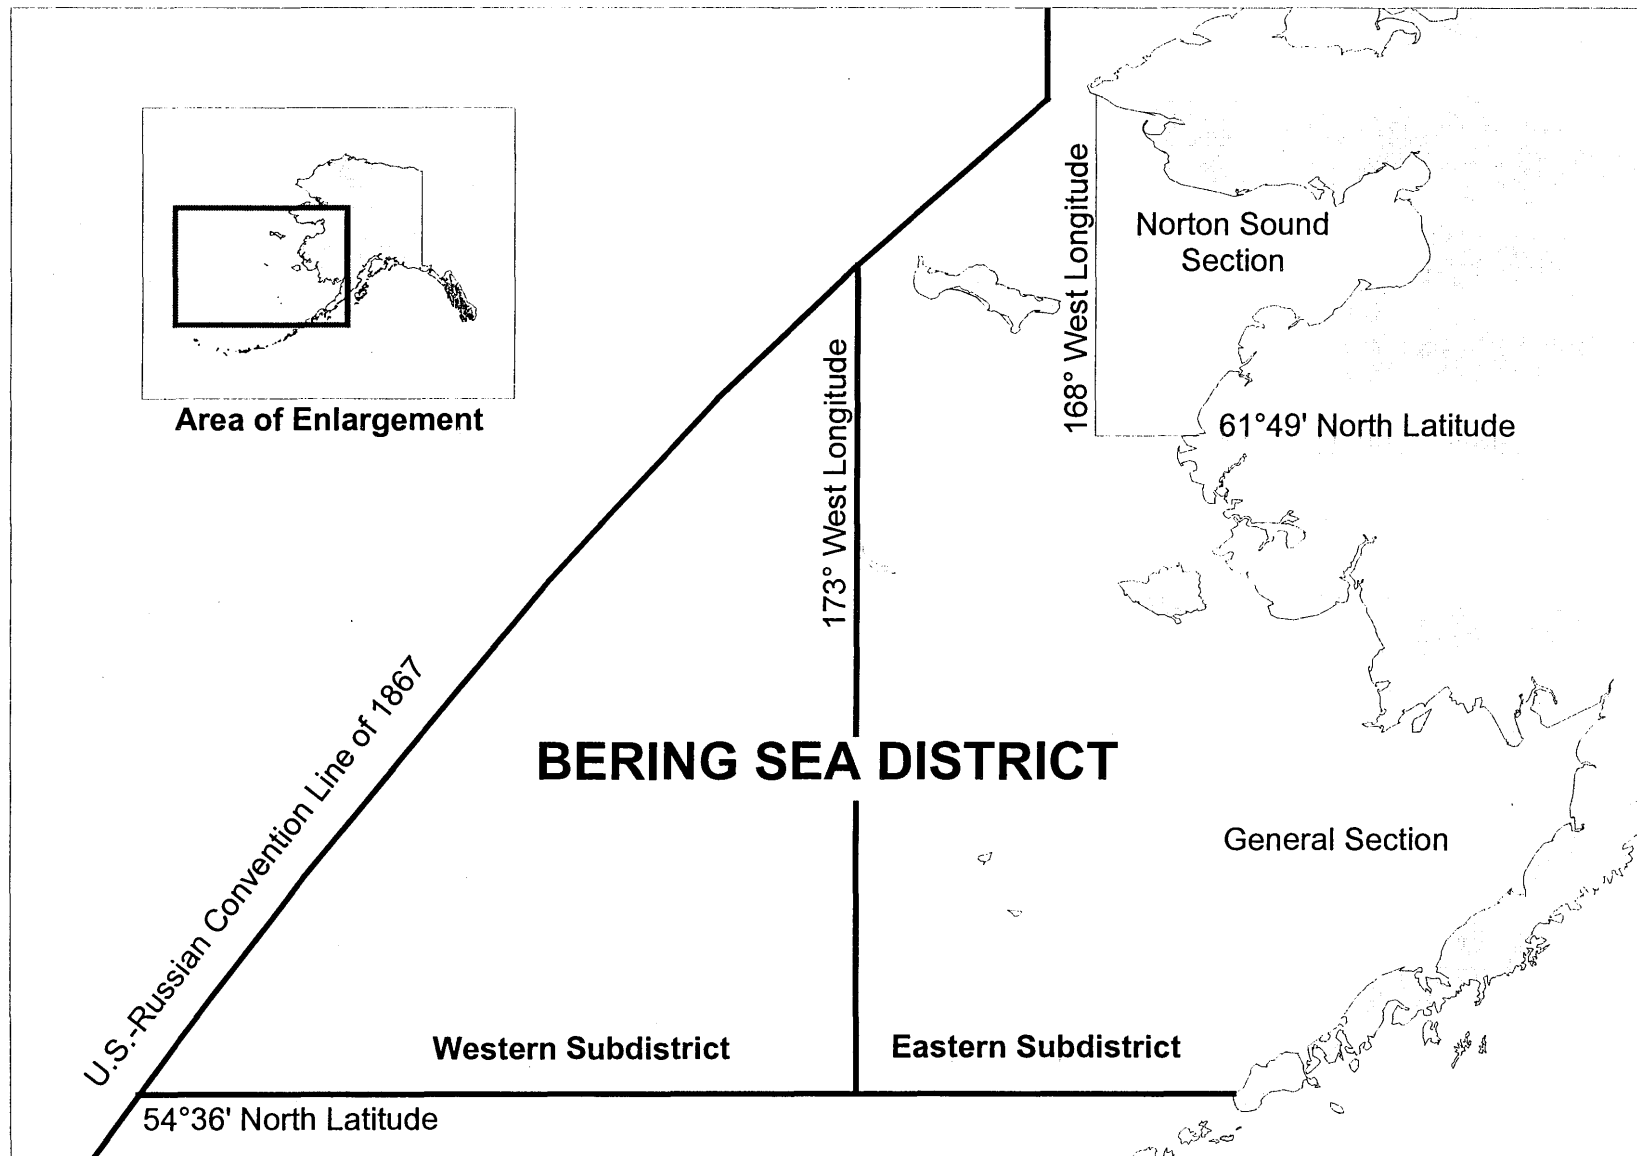 168° West Longitude
Norton Sound
Section
Area of Enlargement
61°49' North Latitude
173° West Longitude
U.S.-Russian Convention Line of 1867
BERING SEA DISTRICT
General Section
Western Subdistrict
Eastern Subdistrict
54°36' North Latitude